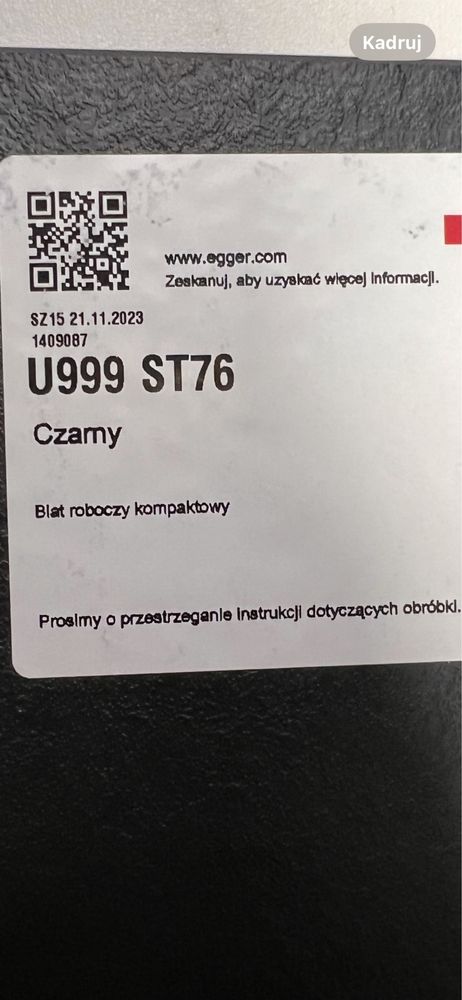 Kadruj
www.egger.com
Zeskanuj, aby uzyskać więcej informacji.
SZ15 21.11.2023
1409087
U999 ST76
Czarny
Blat roboczy kompaktowy
Prosimy o przestrzeganie instrukcji dotyczących obróbki.